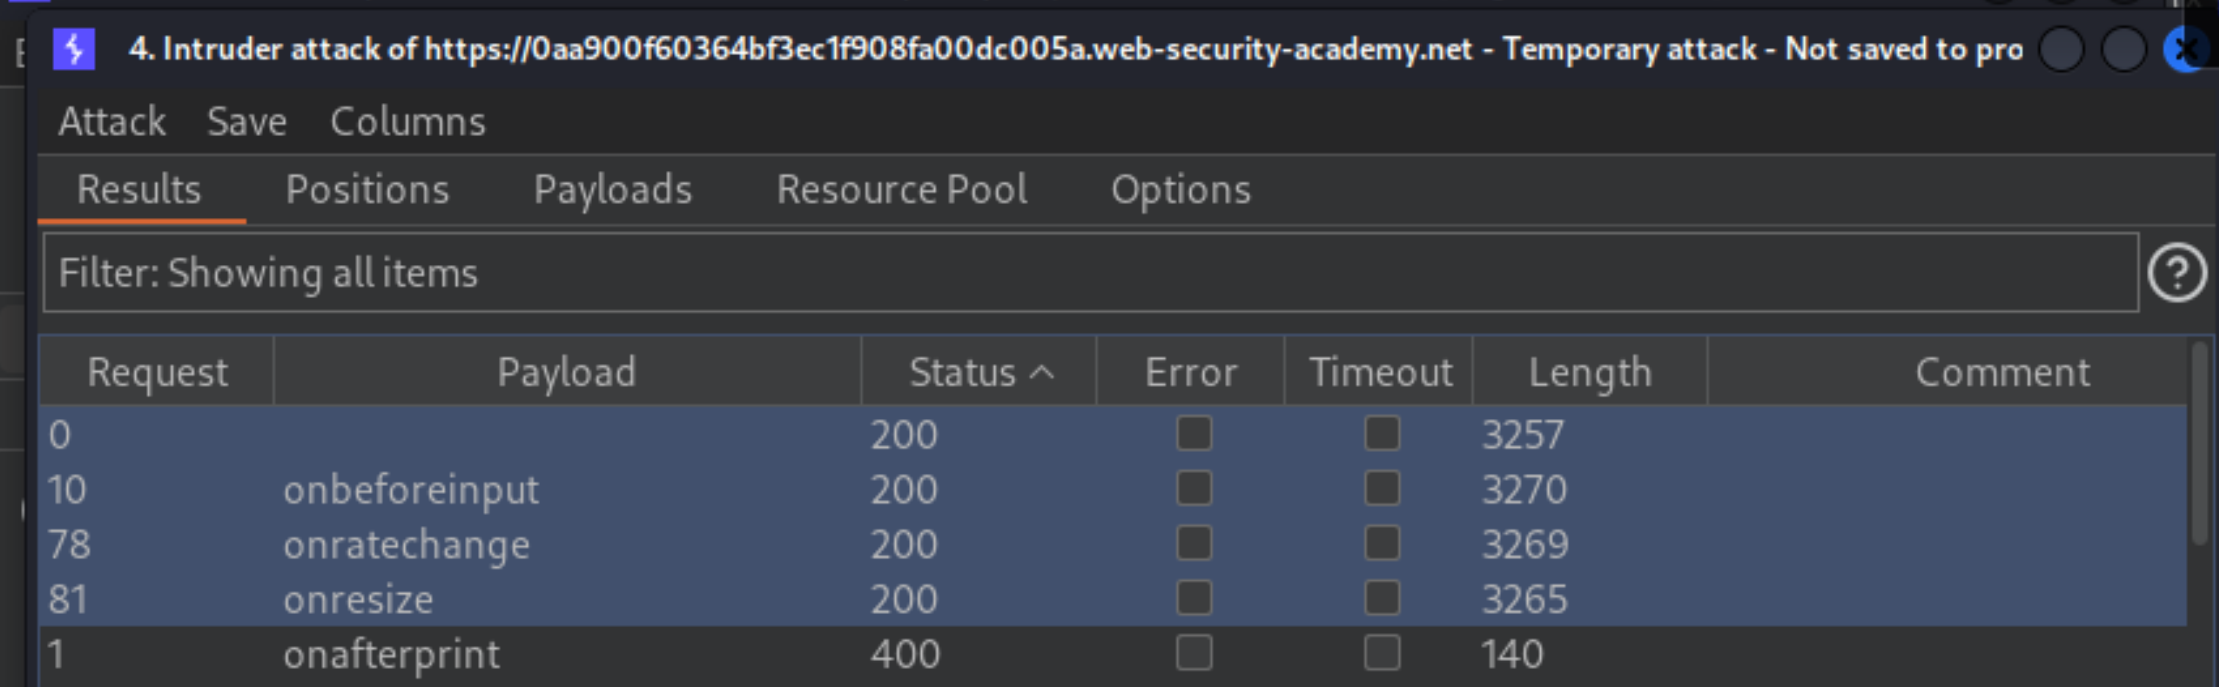 4. Intruder attack of https://0aa900f60364bf3ec1f908fa00dc005a.web-security-academy.net - Temporary attack - Not saved to pro
Attack Save Columns
Results Positions Payloads Resource Pool Options
Filter: Showing all items
Request Payload Status Error Timeout Length Comment
0 200 3257
10 onbeforeinput 200 3270
78 onratechange 200 3269
81 onresize 200 3265
1 onafterprint 400 140